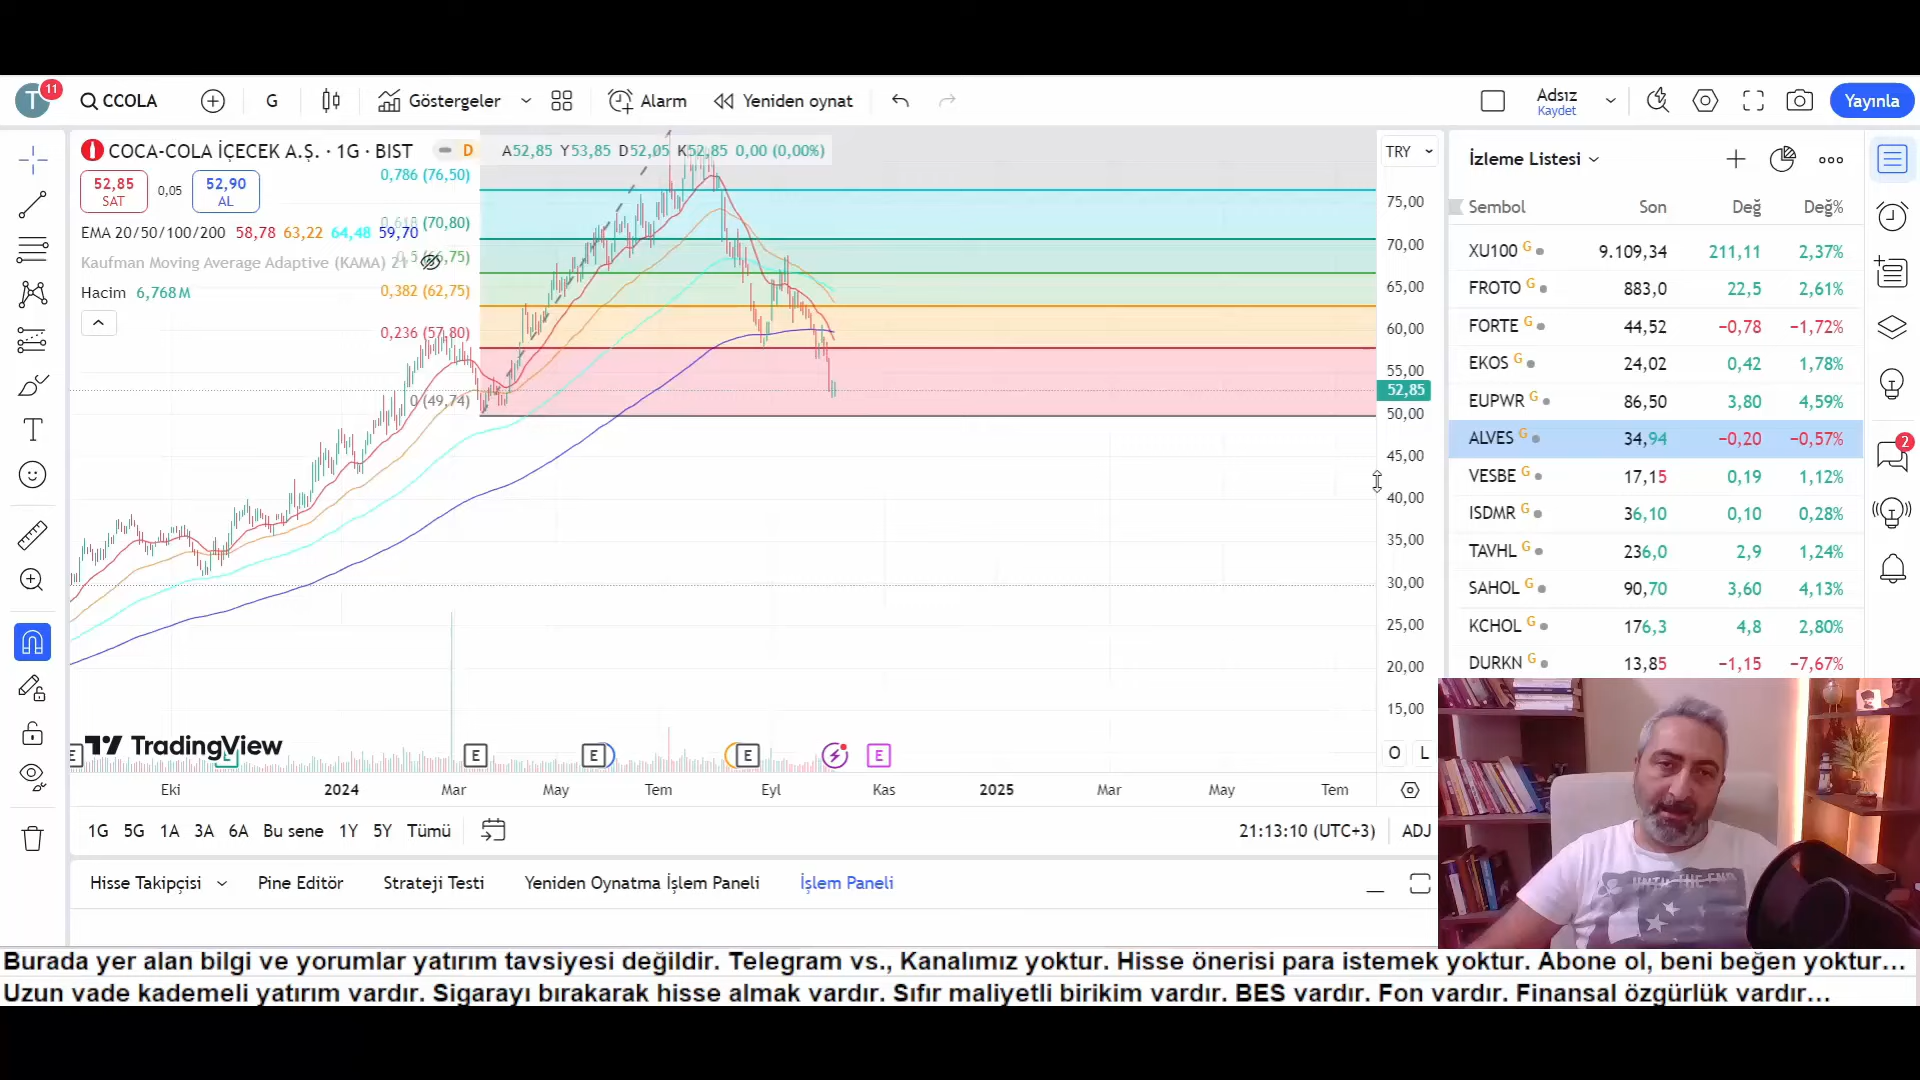 T 11 CCOLA G Göstergeler Alarm Yeniden oynat Adsız Kaydet Yayınla
COCA-COLA İÇECEK A.Ş. · 1G · BIST D A52,85 Y53,85 D52,05 K52,85 0,00 (0,00%)
52,85 SAT 0,05 52,90 AL
EMA 20/50/100/200 58,78 63,22 64,48 59,70
Kaufman Moving Average Adaptive (KAMA) 21
Hacim 6,768M
0,786 (76,50)
0,618 (70,80)
0,5 (66,75)
0,382 (62,75)
0,236 (57,80)
0 (49,74)
TRY
75,00
70,00
65,00
60,00
55,00
52,85
50,00
45,00
40,00
35,00
30,00
25,00
20,00
15,00
TradingView
E E E E E
O L
Eki 2024 Mar May Tem Eyl Kas 2025 Mar May Tem
1G 5G 1A 3A 6A Bu sene 1Y 5Y Tümü 21:13:10 (UTC+3) ADJ
Hisse Takipçisi Pine Editör Strateji Testi Yeniden Oynatma İşlem Paneli İşlem Paneli
İzleme Listesi
Sembol Son Değ Değ%
XU100 G 9.109,34 211,11 2,37%
FROTO G 883,0 22,5 2,61%
FORTE G 44,52 −0,78 −1,72%
EKOS G 24,02 0,42 1,78%
EUPWR G 86,50 3,80 4,59%
ALVES G 34,94 −0,20 −0,57%
VESBE G 17,15 0,19 1,12%
ISDMR G 36,10 0,10 0,28%
TAVHL G 236,0 2,9 1,24%
SAHOL G 90,70 3,60 4,13%
KCHOL G 176,3 4,8 2,80%
DURKN G 13,85 −1,15 −7,67%
2
UNTIL THE END
Burada yer alan bilgi ve yorumlar yatırım tavsiyesi değildir. Telegram vs., Kanalımız yoktur. Hisse önerisi para istemek yoktur. Abone ol, beni beğen yoktur...
Uzun vade kademeli yatırım vardır. Sigarayı bırakarak hisse almak vardır. Sıfır maliyetli birikim vardır. BES vardır. Fon vardır. Finansal özgürlük vardır...